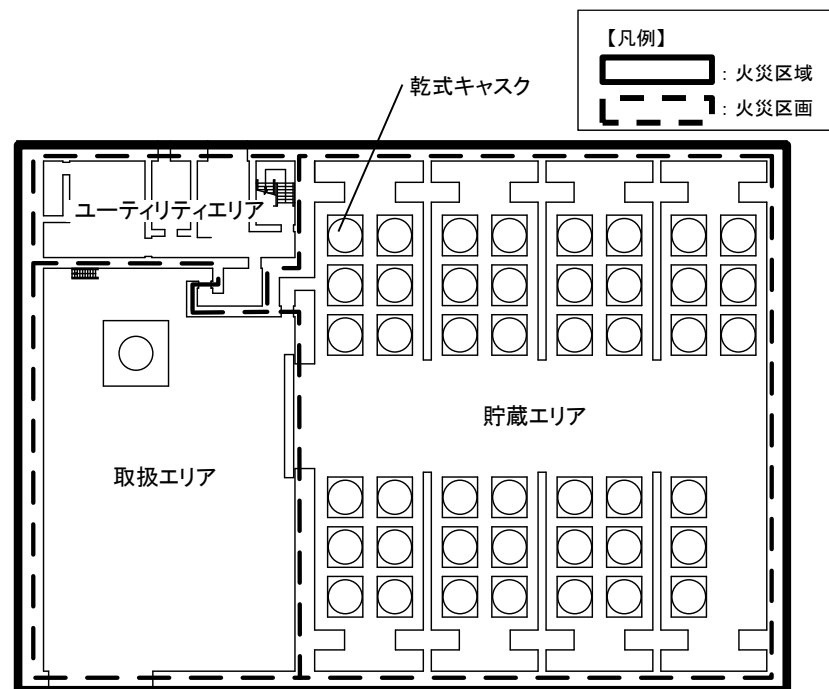 【凡例】
：火災区域
：火災区画
乾式キャスク
ユーティリティエリア
貯蔵エリア
取扱エリア